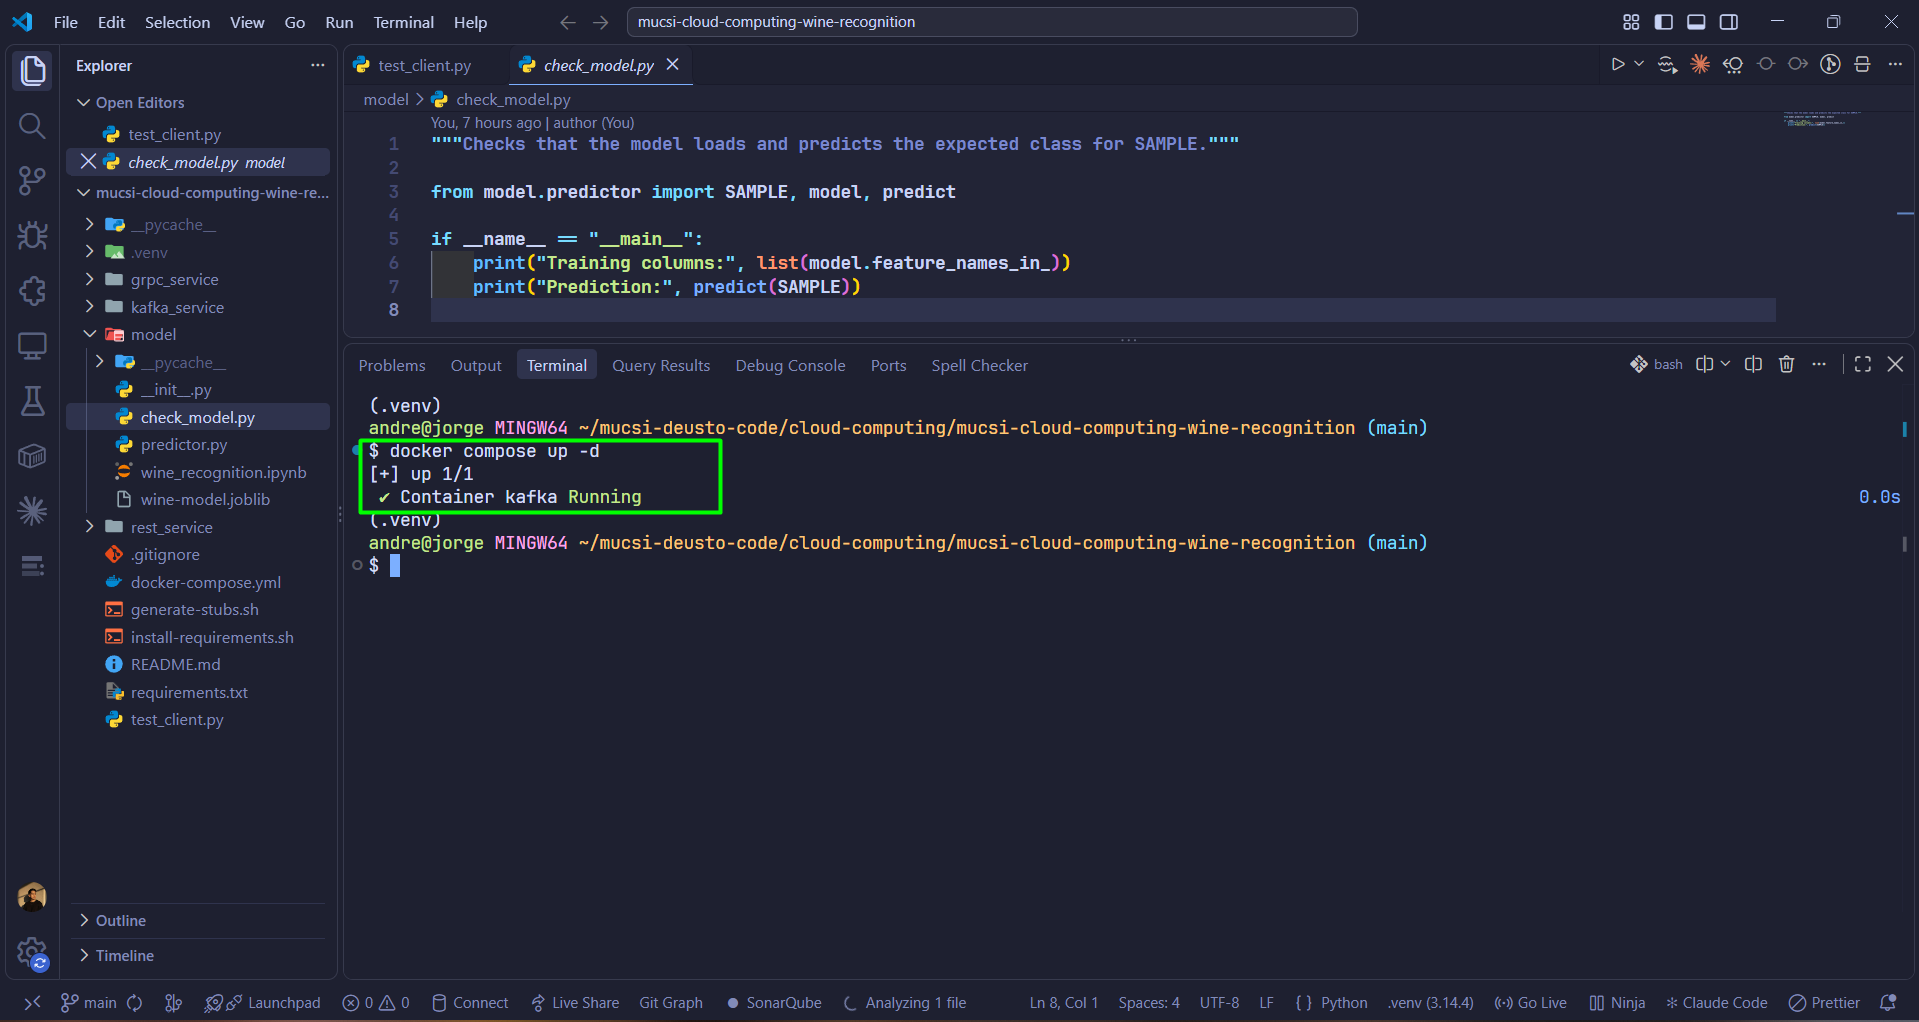 File Edit Selection View Go Run Terminal Help
mucsi-cloud-computing-wine-recognition
Explorer
Open Editors
test_client.py
check_model.py model
mucsi-cloud-computing-wine-re...
__pycache__
.venv
grpc_service
kafka_service
model
__pycache__
__init__.py
check_model.py
predictor.py
wine_recognition.ipynb
wine-model.joblib
rest_service
.gitignore
docker-compose.yml
generate-stubs.sh
install-requirements.sh
README.md
requirements.txt
test_client.py
Outline
Timeline
test_client.py
check_model.py
model > check_model.py
You, 7 hours ago | author (You)
1 """Checks that the model loads and predicts the expected class for SAMPLE."""
2
3 from model.predictor import SAMPLE, model, predict
4
5 if __name__ == "__main__":
6 print("Training columns:", list(model.feature_names_in_))
7 print("Prediction:", predict(SAMPLE))
8
Problems Output Terminal Query Results Debug Console Ports Spell Checker
bash
(.venv)
andre@jorge MINGW64 ~/mucsi-deusto-code/cloud-computing/mucsi-cloud-computing-wine-recognition (main)
$ docker compose up -d
[+] up 1/1
✔ Container kafka Running 0.0s
(.venv)
andre@jorge MINGW64 ~/mucsi-deusto-code/cloud-computing/mucsi-cloud-computing-wine-recognition (main)
$
main Launchpad 0 0 Connect Live Share Git Graph SonarQube Analyzing 1 file Ln 8, Col 1 Spaces: 4 UTF-8 LF { } Python .venv (3.14.4) Go Live Ninja Claude Code Prettier